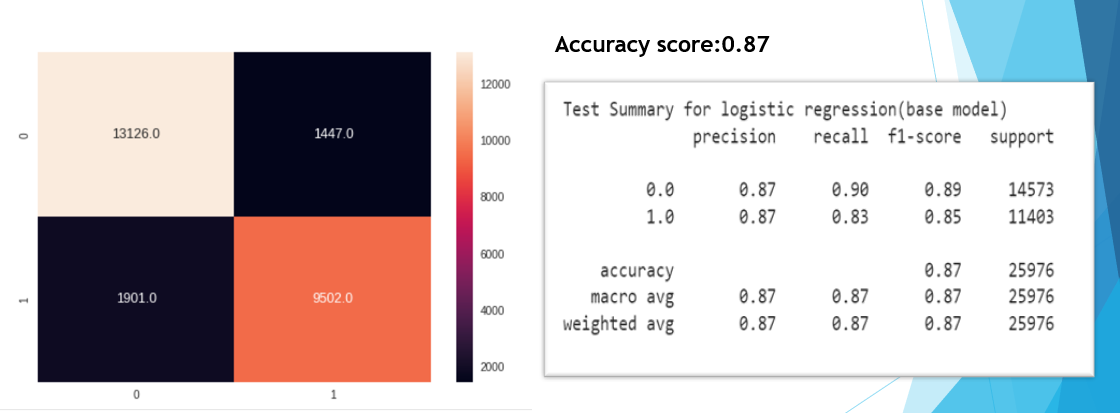 Accuracy score:0.87
0
13126.0 1447.0
1
1901.0 9502.0
0 1
12000
10000
8000
6000
4000
2000
Test Summary for logistic regression(base model)
precision recall f1-score support
0.0 0.87 0.90 0.89 14573
1.0 0.87 0.83 0.85 11403
accuracy 0.87 25976
macro avg 0.87 0.87 0.87 25976
weighted avg 0.87 0.87 0.87 25976